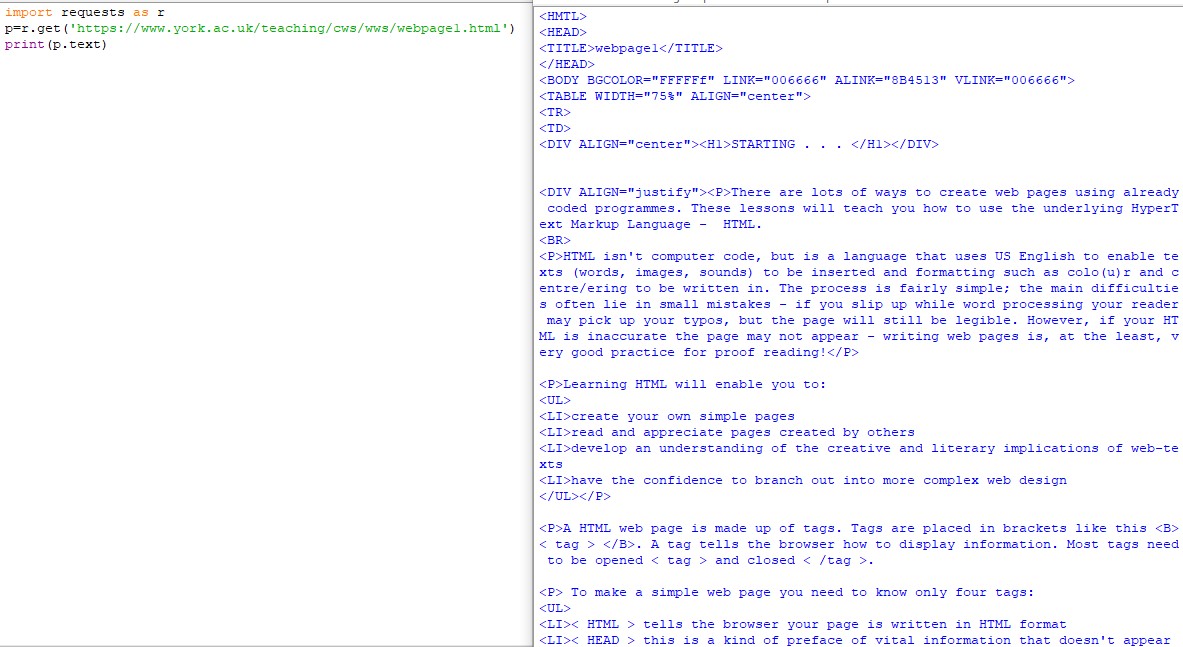 import requests as r
p=r.get('https://www.york.ac.uk/teaching/cws/wws/webpage1.html')
print(p.text)
<HMTL>
<HEAD>
<TITLE>webpage1</TITLE>
</HEAD>
<BODY BGCOLOR="FFFFFf" LINK="006666" ALINK="8B4513" VLINK="006666">
<TABLE WIDTH="75%" ALIGN="center">
<TR>
<TD>
<DIV ALIGN="center"><H1>STARTING . . . </H1></DIV>
<DIV ALIGN="justify"><P>There are lots of ways to create web pages using already
 coded programmes. These lessons will teach you how to use the underlying HyperT
ext Markup Language -  HTML.
<BR>
<P>HTML isn't computer code, but is a language that uses US English to enable te
xts (words, images, sounds) to be inserted and formatting such as colo(u)r and c
entre/ering to be written in. The process is fairly simple; the main difficultie
s often lie in small mistakes - if you slip up while word processing your reader
 may pick up your typos, but the page will still be legible. However, if your HT
ML is inaccurate the page may not appear - writing web pages is, at the least, v
ery good practice for proof reading!</P>
<P>Learning HTML will enable you to:
<UL>
<LI>create your own simple pages
<LI>read and appreciate pages created by others
<LI>develop an understanding of the creative and literary implications of web-te
xts
<LI>have the confidence to branch out into more complex web design
</UL></P>
<P>A HTML web page is made up of tags. Tags are placed in brackets like this <B>
< tag > </B>. A tag tells the browser how to display information. Most tags need
 to be opened < tag > and closed < /tag >.
<P> To make a simple web page you need to know only four tags:
<UL>
<LI>< HTML > tells the browser your page is written in HTML format
<LI>< HEAD > this is a kind of preface of vital information that doesn't appear